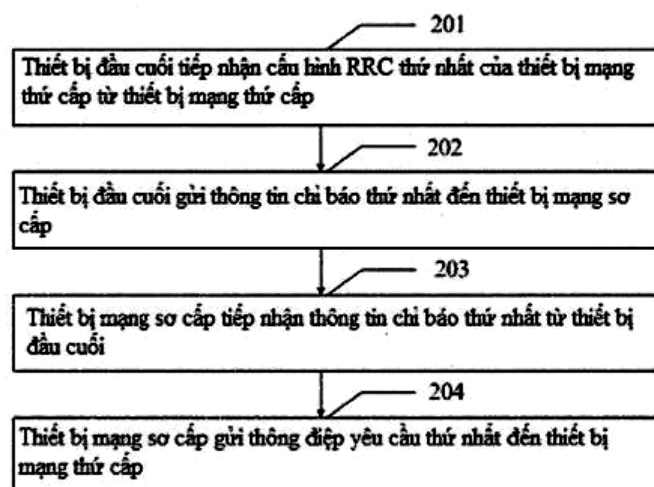 201
Thiết bị đầu cuối tiếp nhận cấu hình RRC thứ nhất của thiết bị mạng
thứ cấp từ thiết bị mạng thứ cấp
202
Thiết bị đầu cuối gửi thông tin chỉ báo thứ nhất đến thiết bị mạng sơ
cấp
203
Thiết bị mạng sơ cấp tiếp nhận thông tin chỉ báo thứ nhất từ thiết bị
đầu cuối
204
Thiết bị mạng sơ cấp gửi thông điệp yêu cầu thứ nhất đến thiết bị
mạng thứ cấp